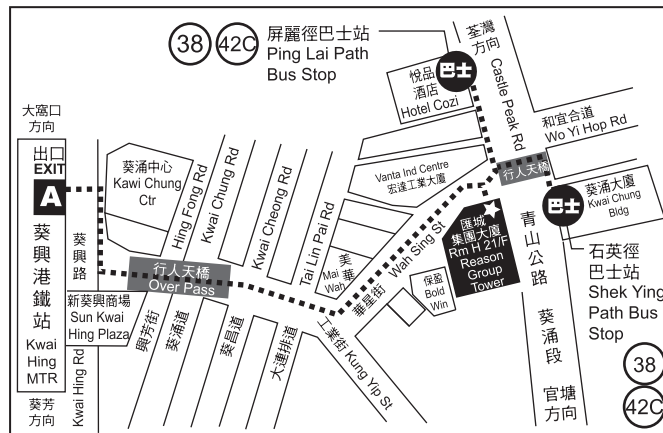 38
42C
屏麗徑巴士站
Ping Lai Path
Bus Stop
荃灣
方向
Castle Peak Rd
巴士
悅品
酒店
Hotel Cozi
和宜合道
Wo Yi Hop Rd
大窩口
方向
出口
EXIT
A
葵興港鐵站
Kwai
Hing
MTR
葵芳
方向
葵興路
Kwai Hing Rd
葵涌中心
Kawi Chung
Ctr
Hing Fong Rd
Kwai Chung Rd
Kwai Cheong Rd
Tai Lin Pai Rd
Vanta Ind Centre
宏達工業大廈
行人天橋
Over Pass
新葵興商場
Sun Kwai
Hing Plaza
興芳街
葵涌道
葵昌道
大連排道
美華
Mai
Wah
工業街 Kung Yip St
華星街
Wah Sing St
保盈
Bold
Win
匯城
集團大廈
Rm H 21/F
Reason
Group
Tower
行人天橋
巴士
葵涌大廈
Kwai Chung
Bldg
青山公路
葵涌段
官塘
方向
石英徑
巴士站
Shek Ying
Path Bus
Stop
38
42C